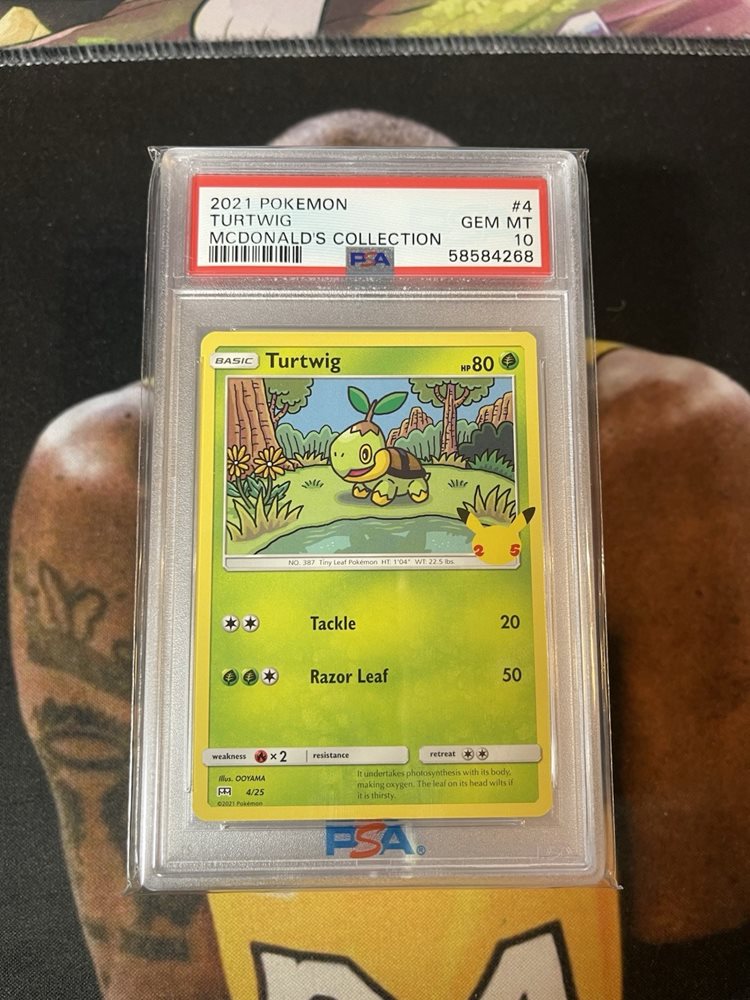 2021 POKEMON #4
TURTWIG GEM MT
MCDONALD'S COLLECTION 10
PSA 58584268
BASIC Turtwig HP 80
25
NO. 387 Tiny Leaf Pokémon HT: 1'04" WT: 22.5 lbs.
Tackle 20
Razor Leaf 50
weakness ×2 resistance retreat
Illus. OOYAMA
4/25
©2021 Pokémon
It undertakes photosynthesis with its body,
making oxygen. The leaf on its head wilts if
it is thirsty.
PSA®